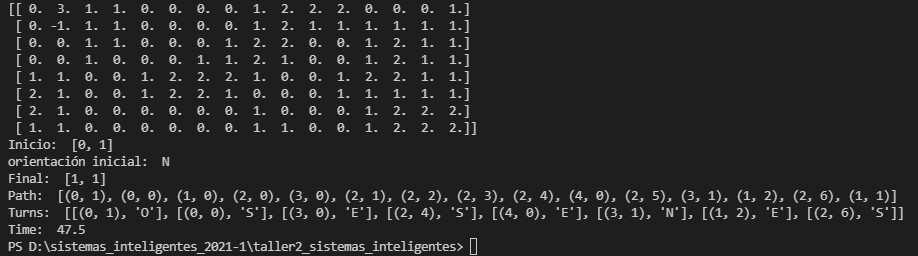 [[ 0.  3.  1.  1.  0.  0.  0.  0.  1.  2.  2.  2.  0.  0.  0.  1.]
 [ 0. -1.  1.  1.  0.  0.  0.  0.  1.  2.  1.  1.  1.  1.  1.  1.]
 [ 0.  0.  1.  1.  0.  0.  0.  1.  2.  2.  0.  0.  1.  2.  1.  1.]
 [ 0.  0.  1.  0.  0.  0.  1.  1.  2.  1.  0.  0.  1.  2.  1.  1.]
 [ 1.  1.  0.  0.  1.  2.  2.  2.  1.  0.  0.  0.  1.  2.  1.  1.]
 [ 2.  1.  0.  0.  1.  2.  2.  1.  0.  0.  0.  1.  1.  1.  1.  1.]
 [ 2.  1.  0.  0.  0.  0.  0.  0.  1.  0.  0.  0.  1.  2.  2.  2.]
 [ 1.  1.  0.  0.  0.  0.  0.  0.  1.  1.  0.  0.  1.  2.  2.  2.]]
Inicio:  [0, 1]
orientación inicial:  N
Final:  [1, 1]
Path:  [(0, 1), (0, 0), (1, 0), (2, 0), (3, 0), (2, 1), (2, 2), (2, 3), (2, 4), (4, 0), (2, 5), (3, 1), (1, 2), (2, 6), (1, 1)]
Turns:  [[(0, 1), 'O'], [(0, 0), 'S'], [(3, 0), 'E'], [(2, 4), 'S'], [(4, 0), 'E'], [(3, 1), 'N'], [(1, 2), 'E'], [(2, 6), 'S']]
Time:  47.5
PS D:\sistemas_inteligentes_2021-1\taller2_sistemas_inteligentes>